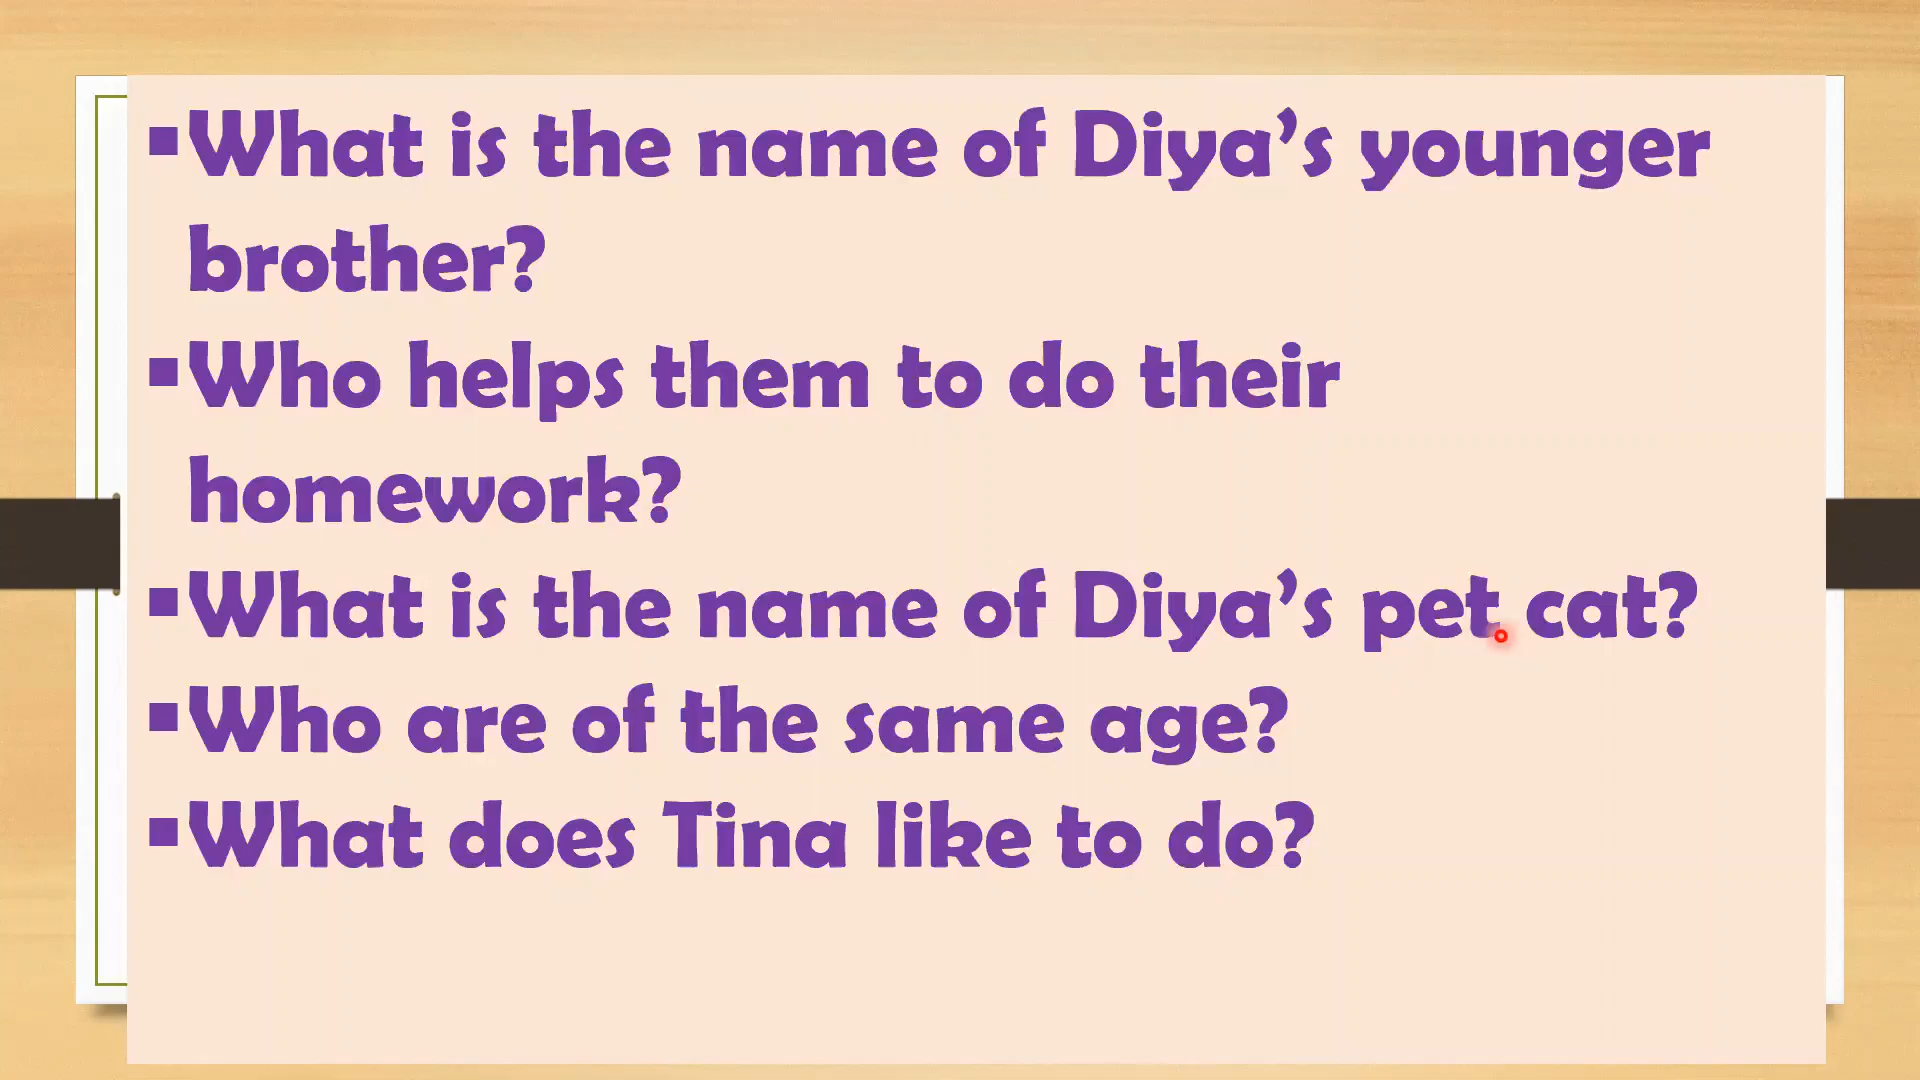 ▪What is the name of Diya’s younger
brother?
▪Who helps them to do their
homework?
▪What is the name of Diya’s pet cat?
▪Who are of the same age?
▪What does Tina like to do?